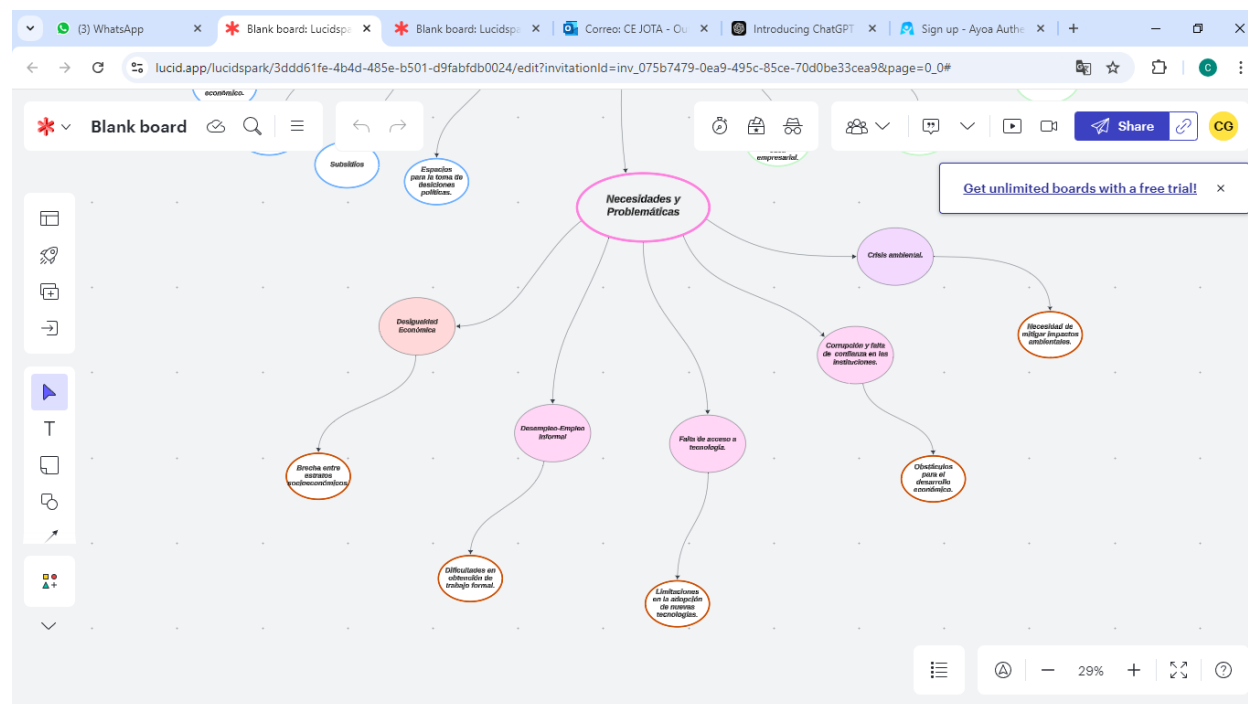 (3) WhatsApp
Blank board: Lucidspa
Blank board: Lucidspa
Correo: CE JOTA - Ou
Introducing ChatGPT
Sign up - Ayoa Authe
lucid.app/lucidspark/3ddd61fe-4b4d-485e-b501-d9fabfdb0024/edit?invitationId=inv_075b7479-0ea9-495c-85ce-70d0be33cea9&page=0_0#
C
económico.
Blank board
Share
CG
Get unlimited boards with a free trial!
empresarial.
Subsidios
Espacios
para la toma de
desiciones
políticas.
Necesidades y
Problemáticas
Crisis ambiental.
Desigualdad
Económica
Necesidad de
mitigar impactos
ambientales.
Corrupción y falta
de confianza en las
instituciones.
Desempleo-Empleo
Informal
Falta de acceso a
tecnología.
Brecha entre
estratos
socioeconómicos.
Obstáculos
para el
desarrollo
económico.
Dificultades en
obtención de
trabajo formal.
Limitaciones
en la adopción
de nuevas
tecnologías.
T
29%